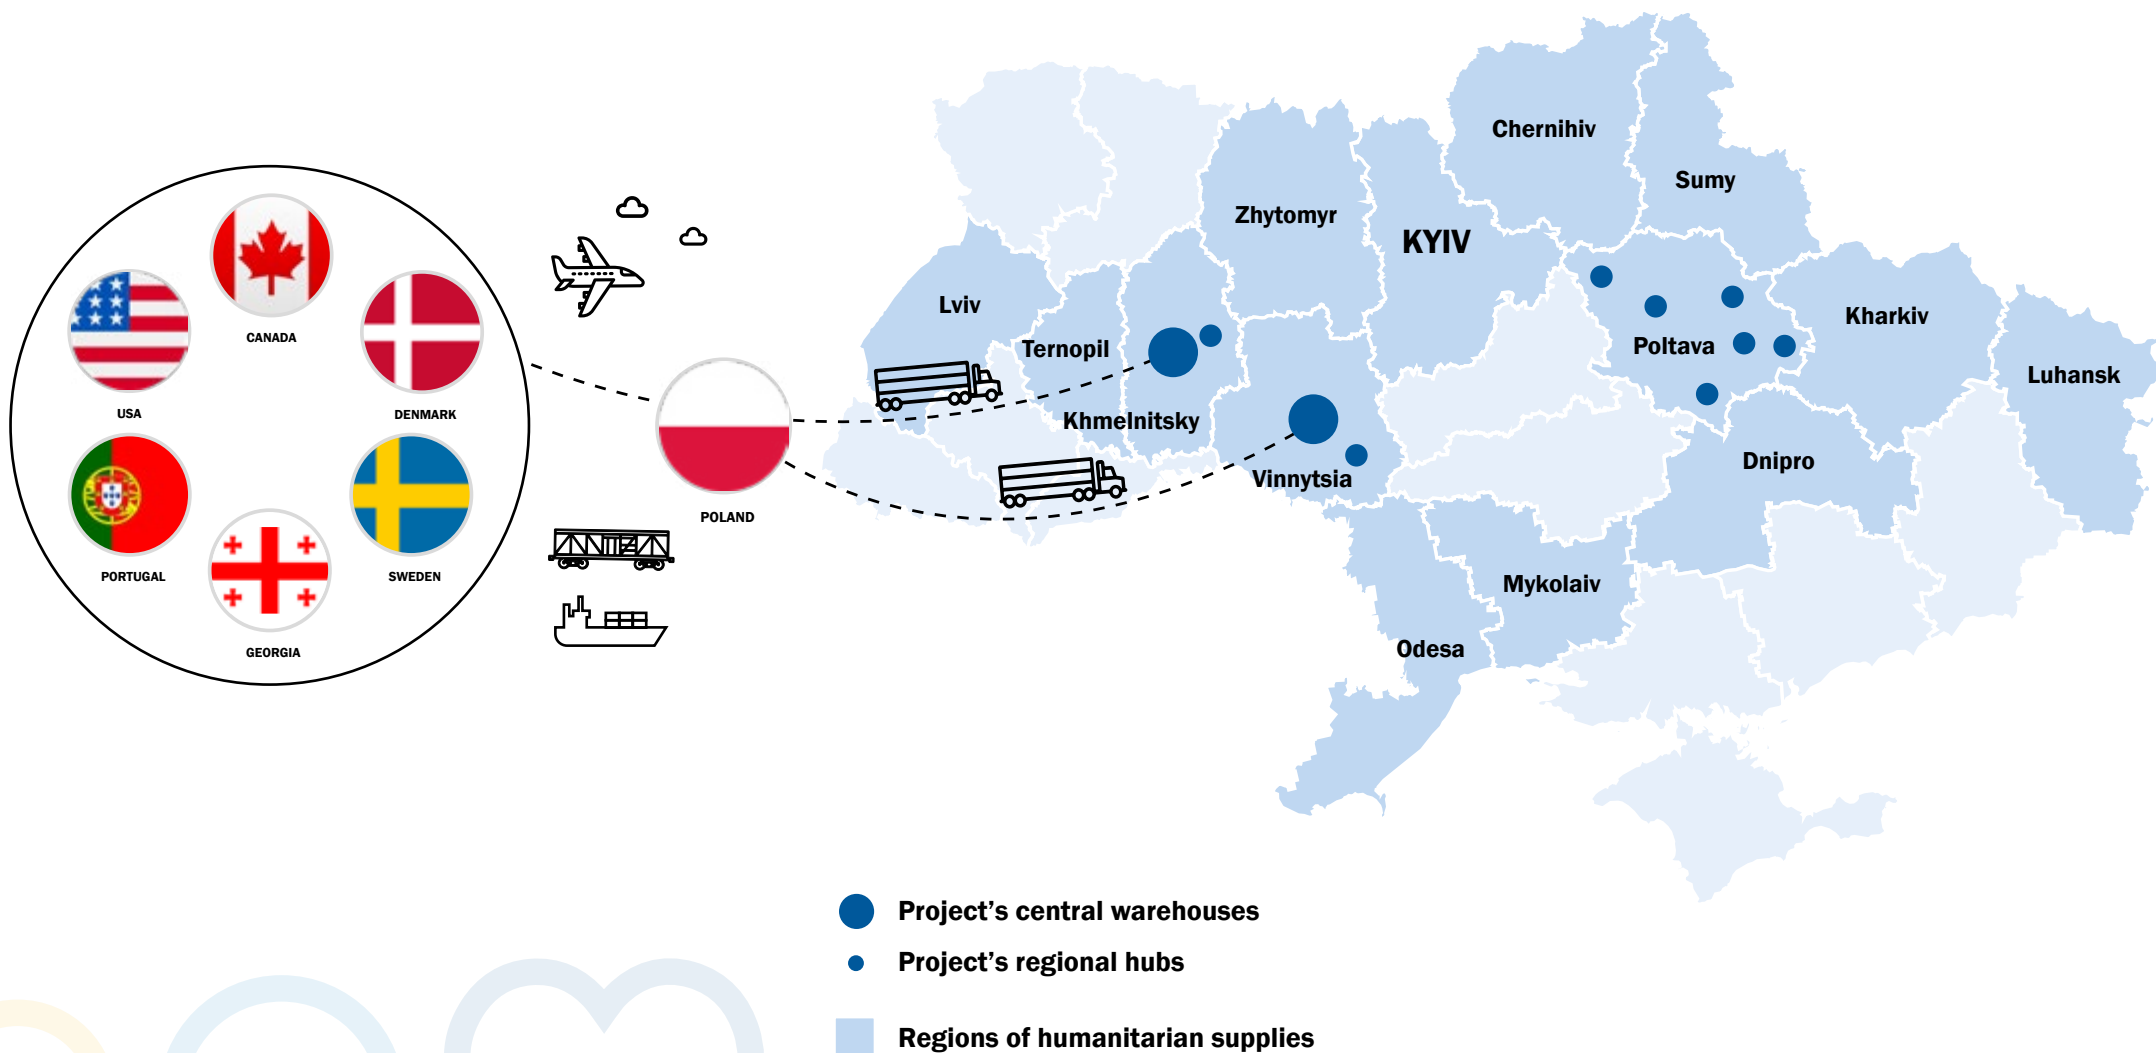 CANADA
USA
DENMARK
PORTUGAL
SWEDEN
GEORGIA
POLAND
Chernihiv
Sumy
Zhytomyr
KYIV
Lviv
Ternopil
Khmelnitsky
Vinnytsia
Poltava
Kharkiv
Luhansk
Dnipro
Mykolaiv
Odesa
Project’s central warehouses
Project’s regional hubs
Regions of humanitarian supplies